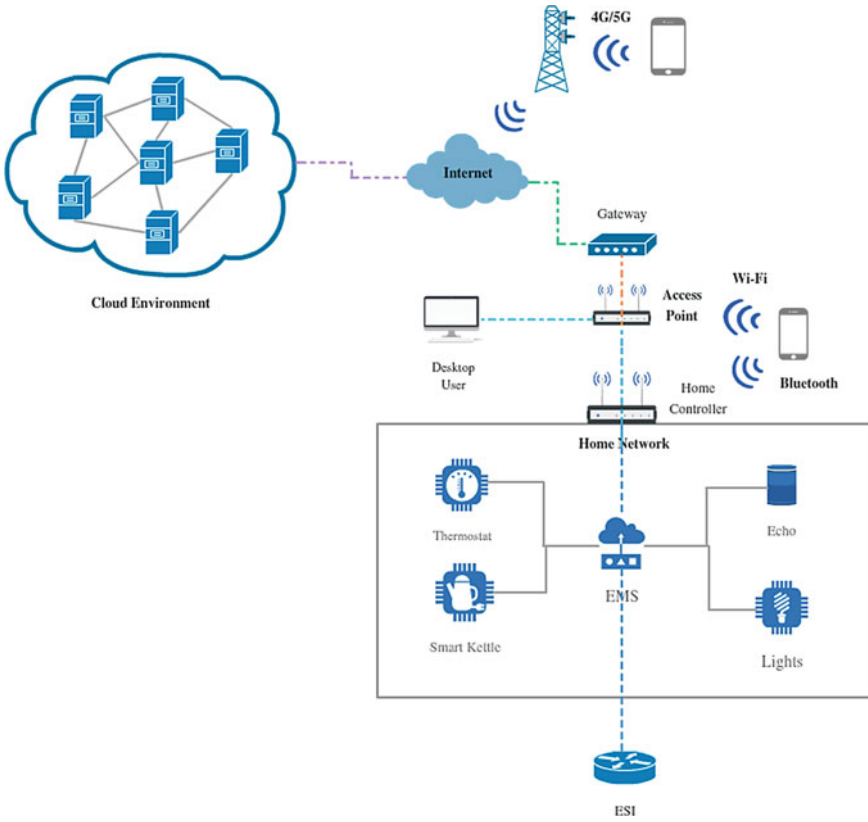 4G/5G
Internet
Gateway
Cloud Environment
Wi-Fi
Access
Point
Desktop
User
Bluetooth
Home
Controller
Home Network
Thermostat
Echo
EMS
Smart Kettle
Lights
ESI